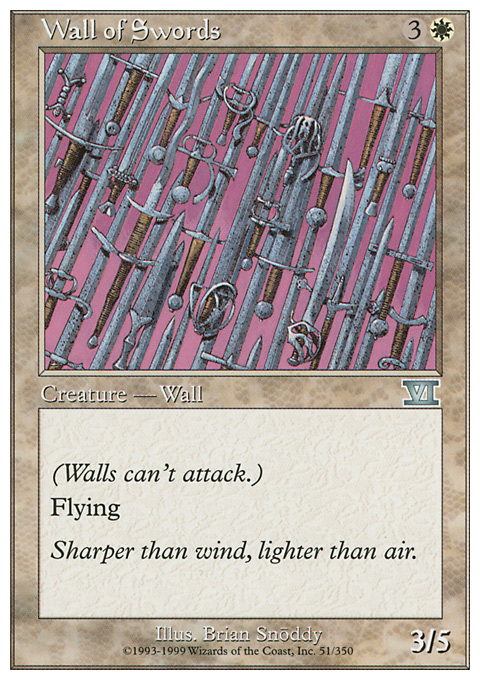 Wall of Swords 3
Creature — Wall VI
(Walls can't attack.)
Flying
Sharper than wind, lighter than air.
Illus. Brian Snōddy
©1993-1999 Wizards of the Coast, Inc. 51/350
3/5